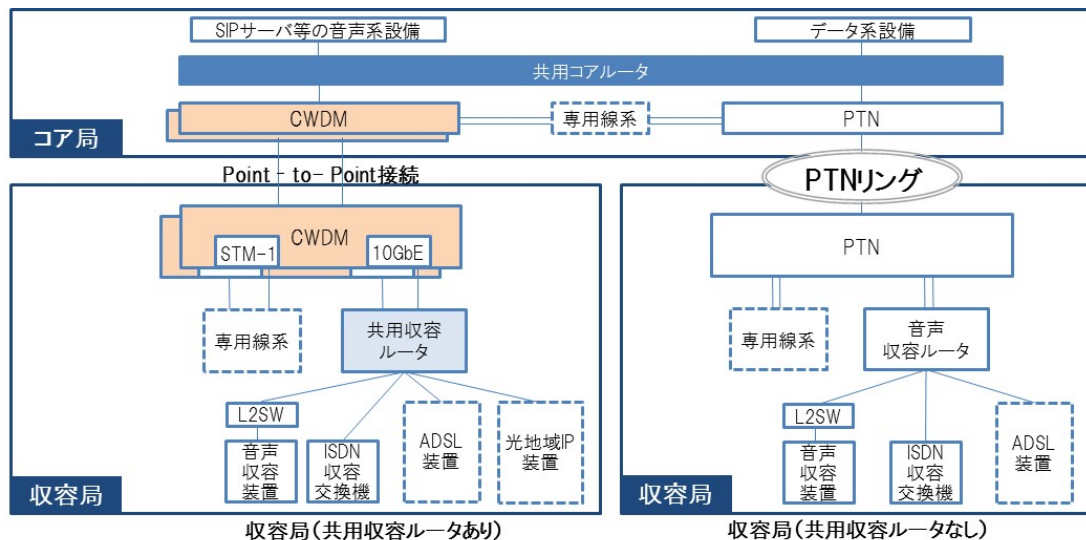 SIPサーバ等の音声系設備
データ系設備
共用コアルータ
CWDM
専用線系
PTN
コア局
Point - to- Point接続
PTNリング
CWDM
STM-1
10GbE
専用線系
共用収容
ルータ
L2SW
音声
収容
装置
ISDN
収容
交換機
ADSL
装置
光地域IP
装置
収容局
収容局(共用収容ルータあり)
PTN
専用線系
音声
収容ルータ
L2SW
音声
収容
装置
ISDN
収容
交換機
ADSL
装置
収容局
収容局(共用収容ルータなし)